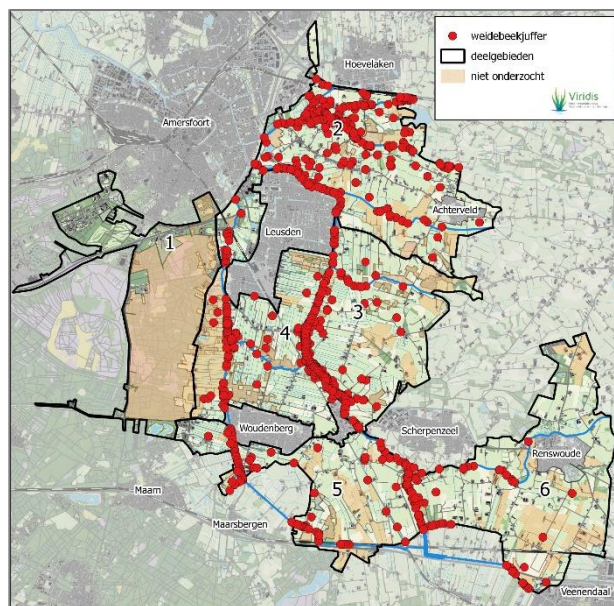 weidebeekjuffer
deelgebieden
niet onderzocht
Viridis
Hoevelaken
Amersfoort
2
Achterveld
Leusden
1
3
4
Woudenberg
Scherpenzeel
Renswoude
Maarn
5
6
Maarsbergen
Veenendaal